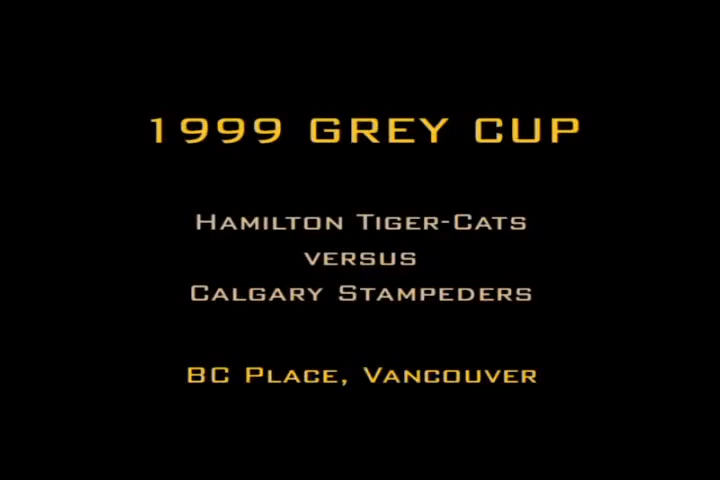 1999 GREY CUP
HAMILTON TIGER-CATS
VERSUS
CALGARY STAMPEDERS
BC PLACE, VANCOUVER